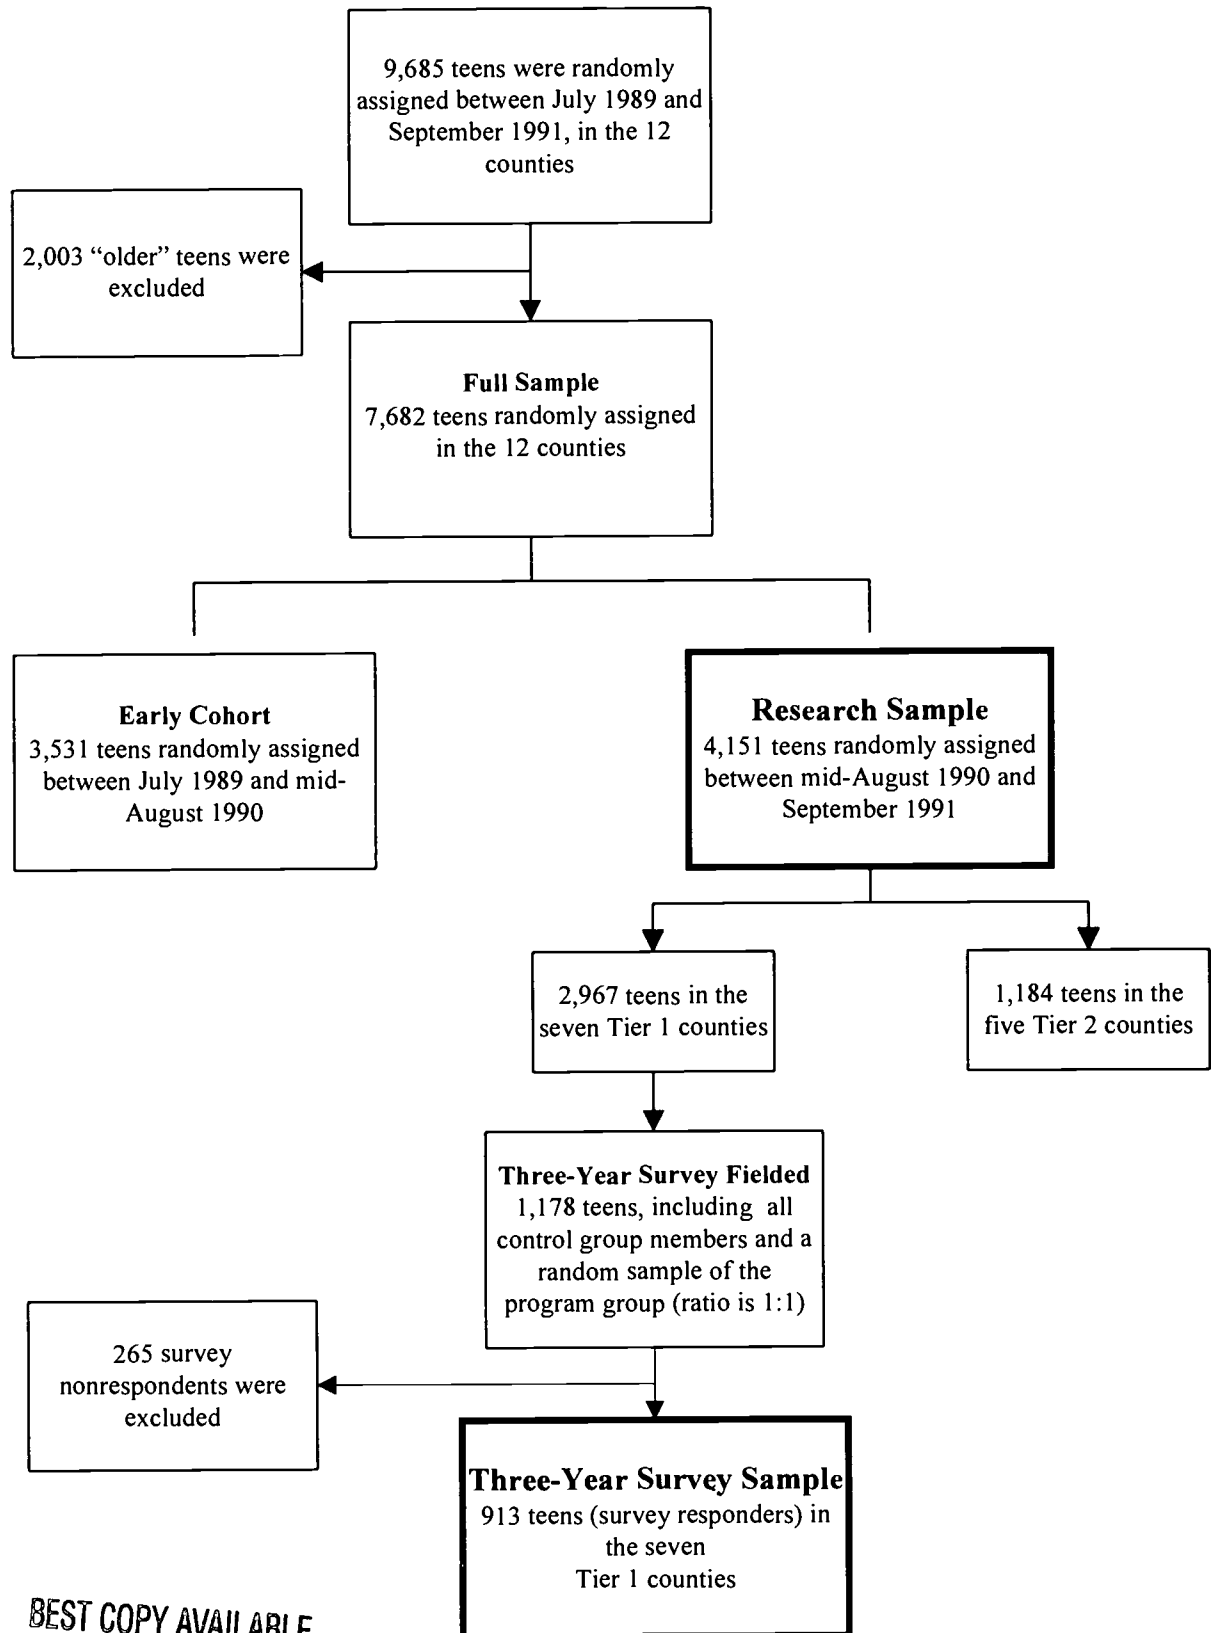 9,685 teens were randomly
assigned between July 1989 and
September 1991, in the 12
counties
2,003 “older” teens were
excluded
Full Sample
7,682 teens randomly assigned
in the 12 counties
Early Cohort
3,531 teens randomly assigned
between July 1989 and mid-
August 1990
Research Sample
4,151 teens randomly assigned
between mid-August 1990 and
September 1991
2,967 teens in the
seven Tier 1 counties
1,184 teens in the
five Tier 2 counties
Three-Year Survey Fielded
1,178 teens, including all
control group members and a
random sample of the
program group (ratio is 1:1)
265 survey
nonrespondents were
excluded
Three-Year Survey Sample
913 teens (survey responders) in
the seven
Tier 1 counties
BEST COPY AVAILABLE